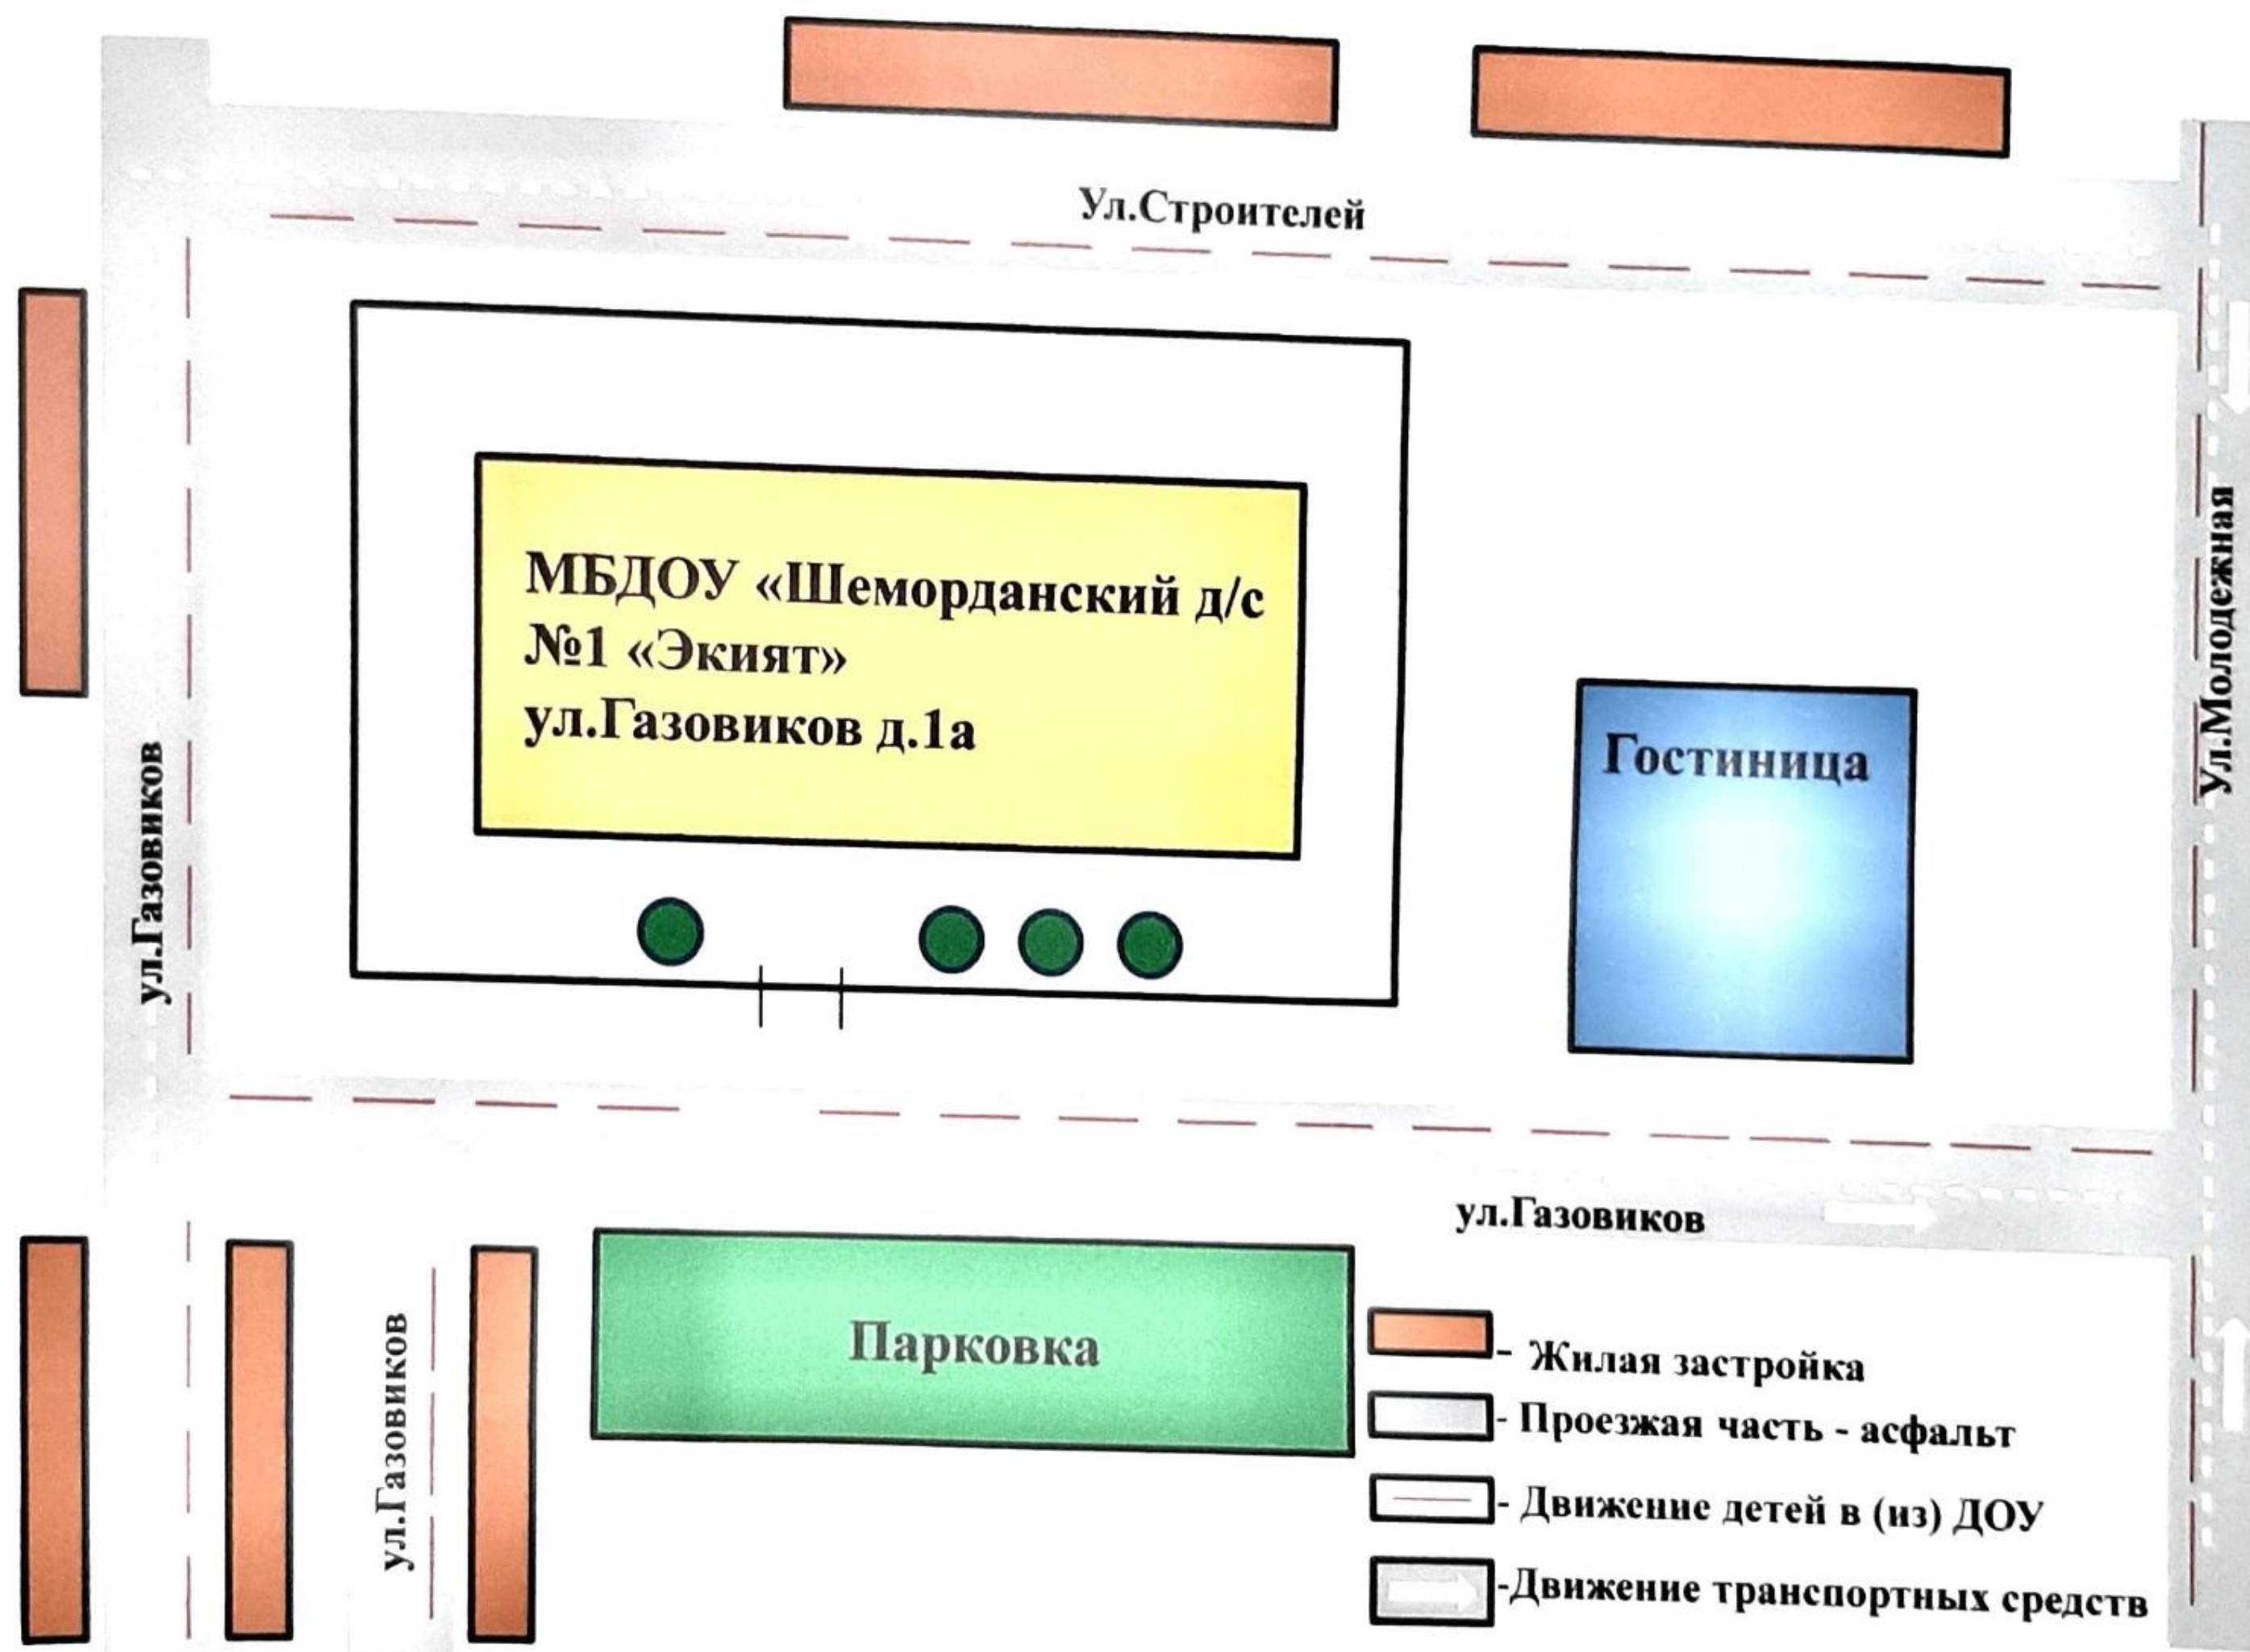 Ул.Строителей
МБДОУ «Шеморданский д/с
№1 «Экият»
ул.Газовиков д.1а
Гостиница
Ул.Молодежная
ул.Газовиков
ул.Газовиков
ул.Газовиков
Парковка
- Жилая застройка
- Проезжая часть - асфальт
- Движение детей в (из) ДОУ
-Движение транспортных средств